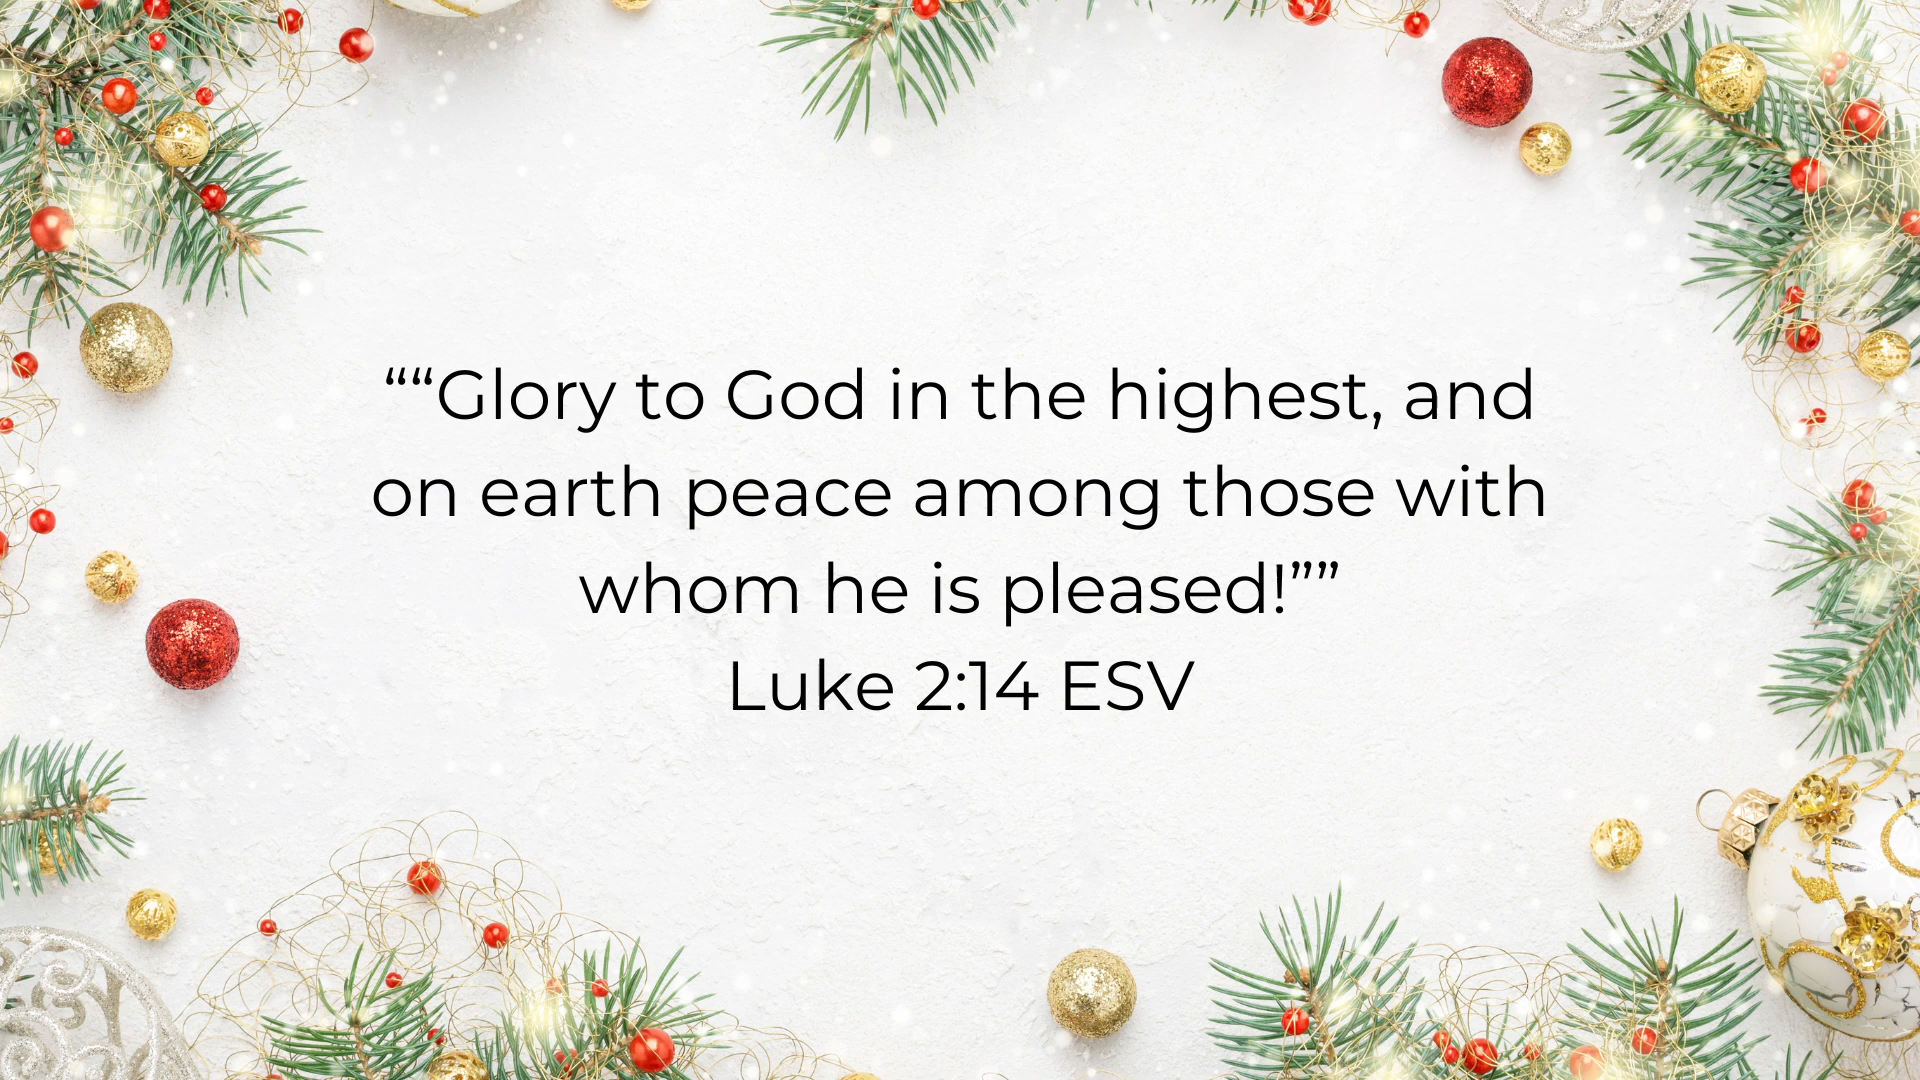 ““Glory to God in the highest, and
on earth peace among those with
whom he is pleased!””
Luke 2:14 ESV